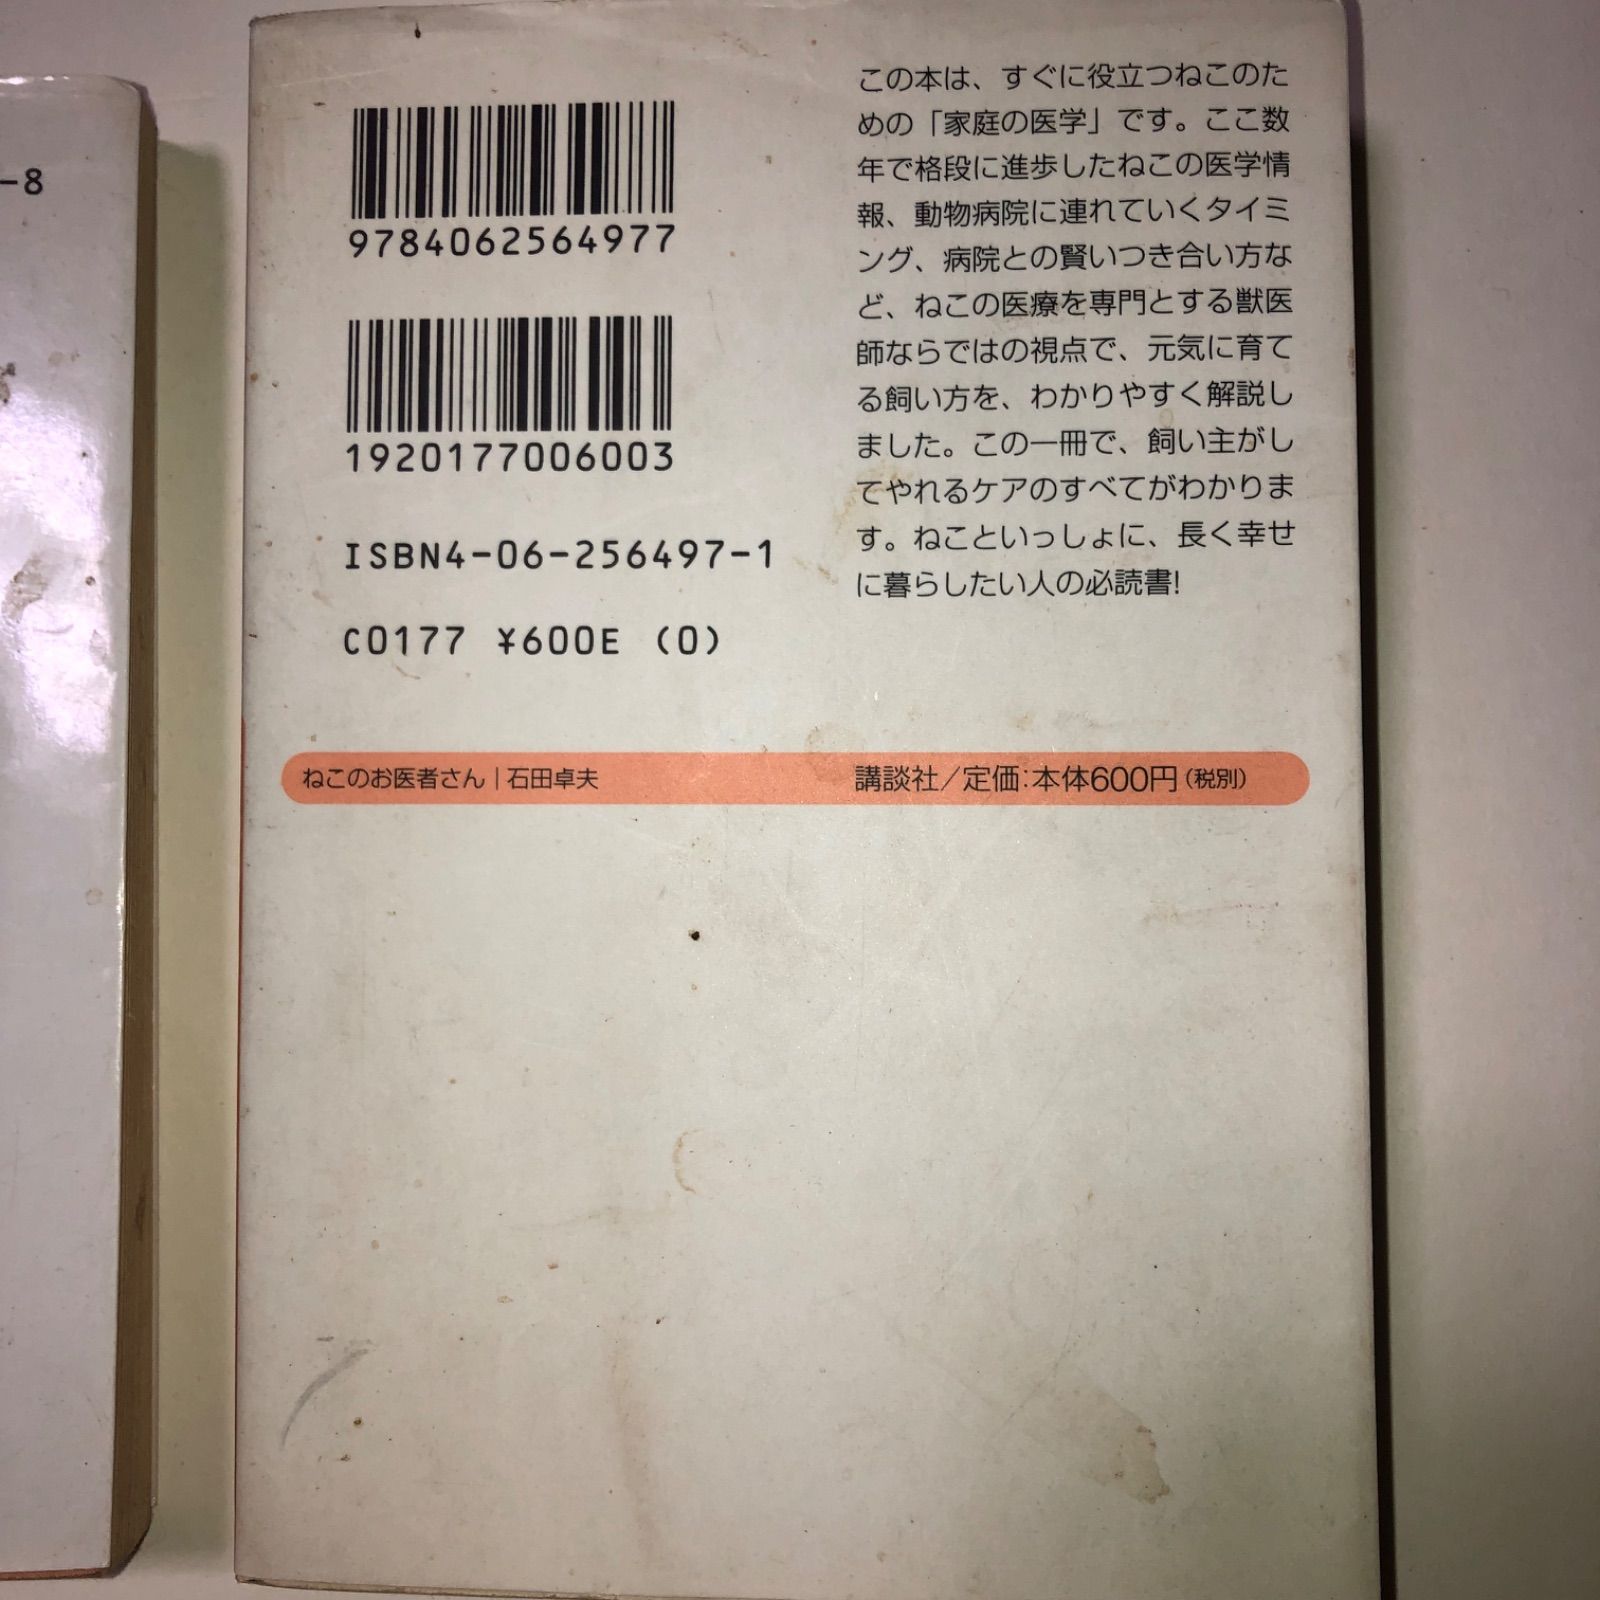 -8
9784062564977
1920177006003
ISBN4-06-256497-1
C0177 ¥600E (0)
この本は、すぐに役立つねこのた
めの「家庭の医学」です。ここ数
年で格段に進歩したねこの医学情
報、動物病院に連れていくタイミ
ング、病院との賢いつき合い方な
ど、ねこの医療を専門とする獣医
師ならではの視点で、元気に育て
る飼い方を、わかりやすく解説し
ました。この一冊で、飼い主がし
てやれるケアのすべてがわかりま
す。ねこといっしょに、長く幸せ
に暮らしたい人の必読書!
ねこのお医者さん|石田卓夫
講談社/定価:本体600円(税別)